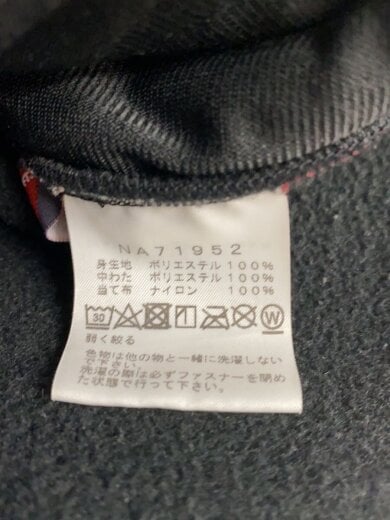 NA71952
身生地 ポリエステル100%
中わた ポリエステル100%
当て布 ナイロン 100%
30 W
弱く絞る
色物は他の物と一緒に洗濯しない
で下さい。
洗濯の際は必ずファスナーを閉め
た状態で行って下さい。